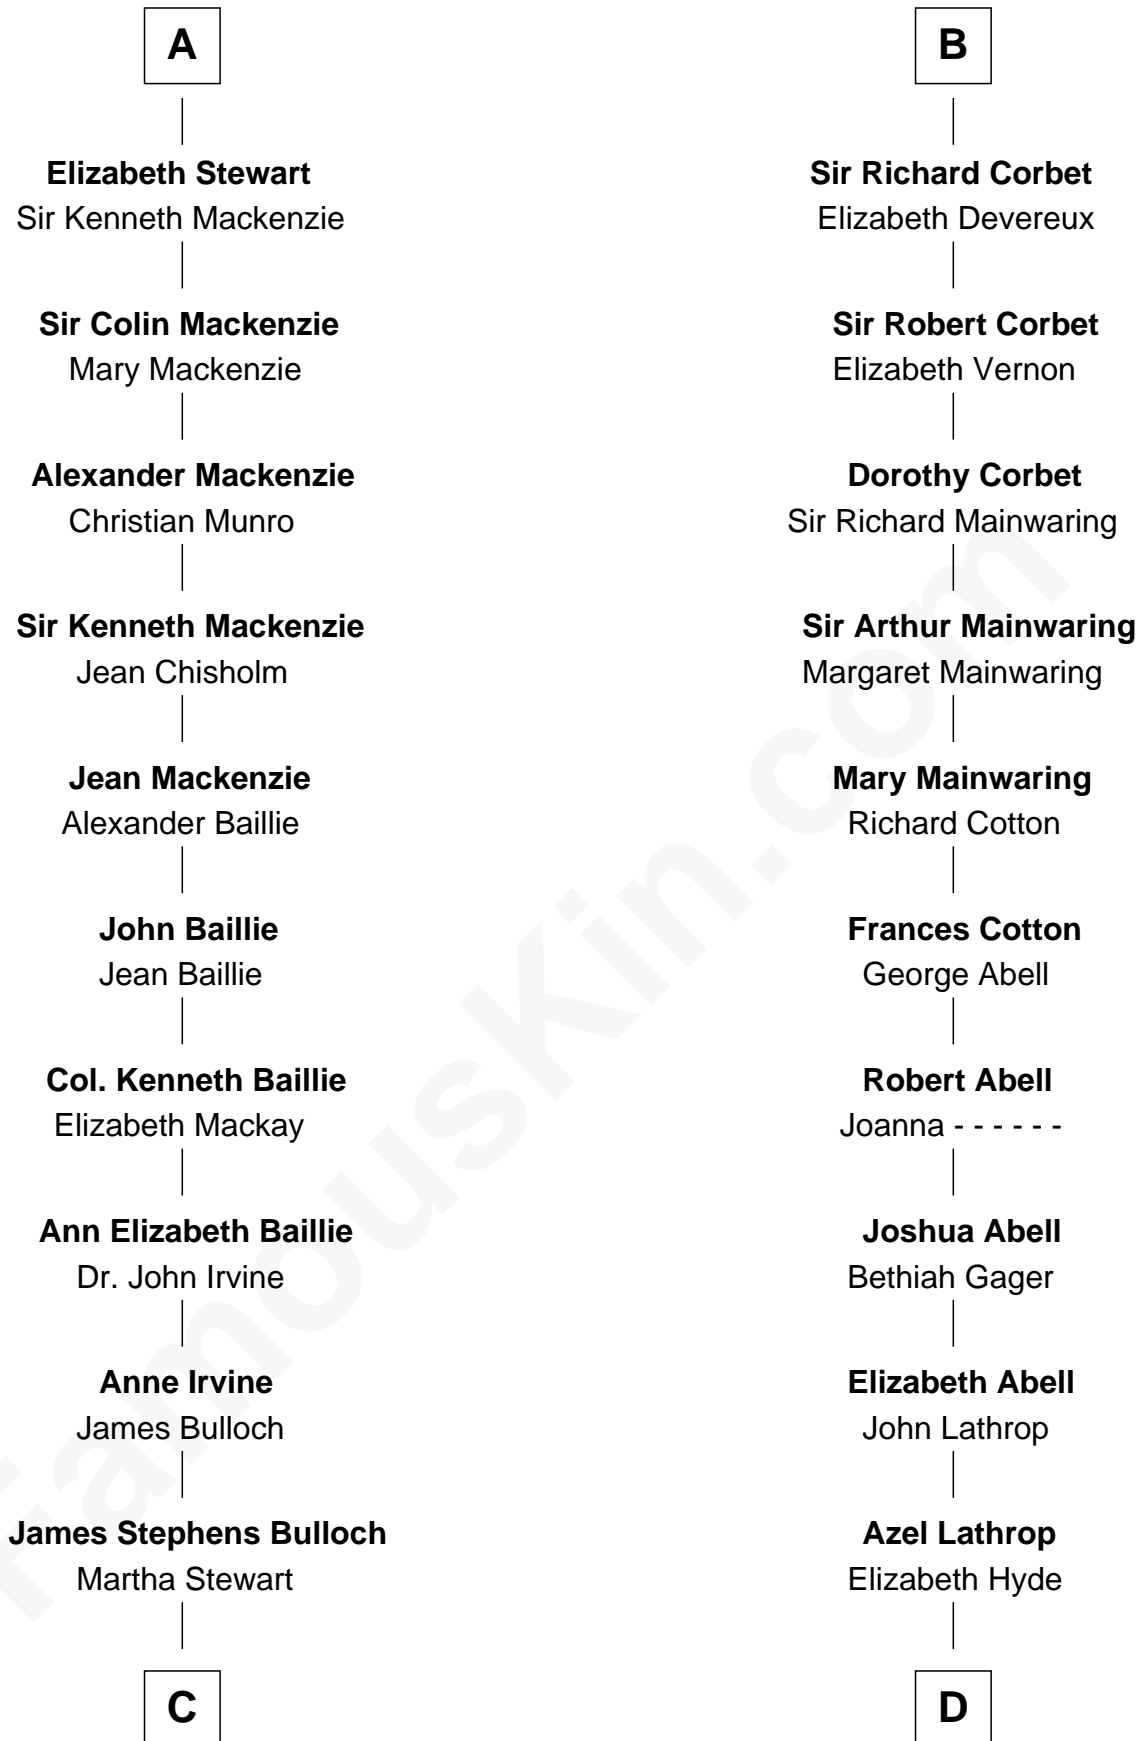 A
Elizabeth Stewart
Sir Kenneth Mackenzie
Sir Colin Mackenzie
Mary Mackenzie
Alexander Mackenzie
Christian Munro
Sir Kenneth Mackenzie
Jean Chisholm
Jean Mackenzie
Alexander Baillie
John Baillie
Jean Baillie
Col. Kenneth Baillie
Elizabeth Mackay
Ann Elizabeth Baillie
Dr. John Irvine
Anne Irvine
James Bulloch
James Stephens Bulloch
Martha Stewart
C
B
Sir Richard Corbet
Elizabeth Devereux
Sir Robert Corbet
Elizabeth Vernon
Dorothy Corbet
Sir Richard Mainwaring
Sir Arthur Mainwaring
Margaret Mainwaring
Mary Mainwaring
Richard Cotton
Frances Cotton
George Abell
Robert Abell
Joanna - - - - - -
Joshua Abell
Bethiah Gager
Elizabeth Abell
John Lathrop
Azel Lathrop
Elizabeth Hyde
D
FamousKin.com